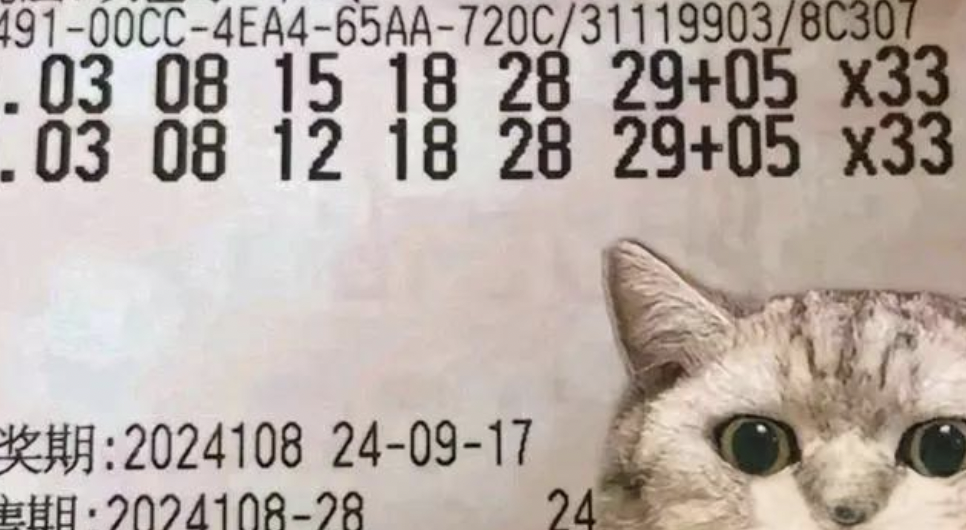 491-00CC-4EA4-65AA-720C/31119903/8C307
. 03 08 15 18 28 29+05 x33
. 03 08 12 18 28 29+05 x33
奖期:2024108 24-09-17
售期:2024108-28 24